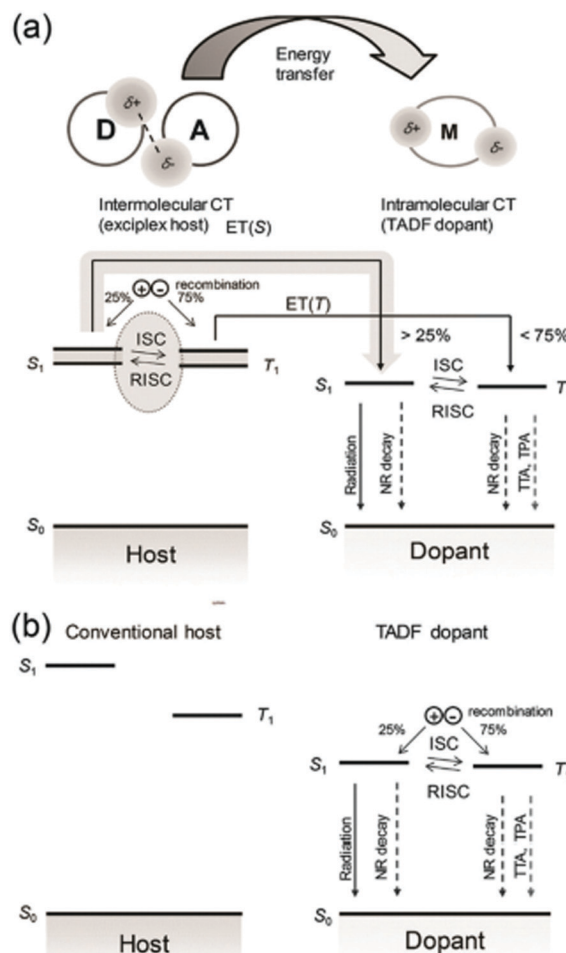 (a)
Energy
transfer
D
δ+
A
δ-
δ+
M
δ-
Intermolecular CT
(exciplex host)
ET(S)
Intramolecular CT
(TADF dopant)
25%
+ -
recombination
75%
ET(T)
> 25%
< 75%
S1
ISC
RISC
T1
S1
ISC
RISC
T
Radiation
NR decay
NR decay
TTA, TPA
S0
S0
Host
Dopant
(b)
Conventional host
TADF dopant
S1
T1
+ -
recombination
25%
75%
S1
ISC
RISC
T
Radiation
NR decay
NR decay
TTA, TPA
S0
S0
Host
Dopant